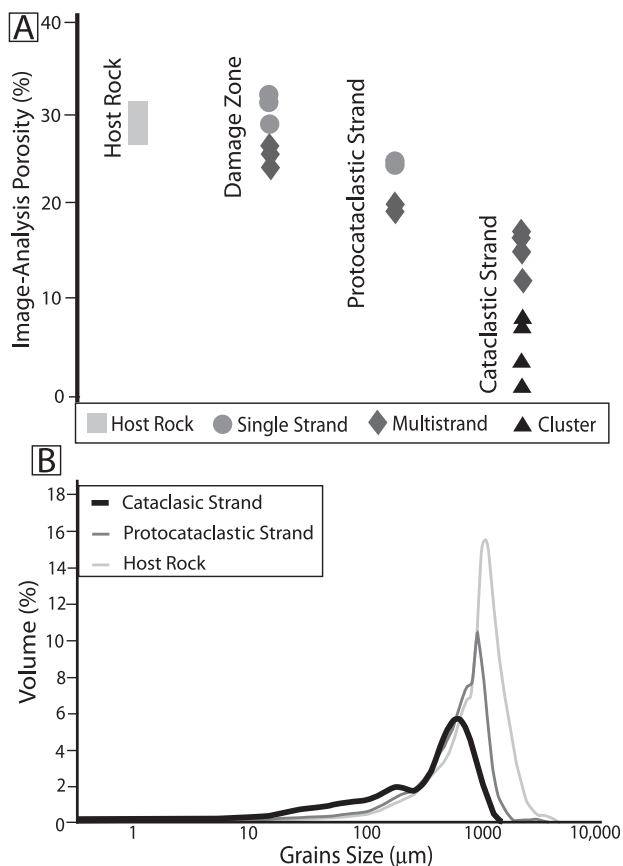 A
Image-Analysis Porosity (%)
40
30
20
10
0
Host Rock
Damage Zone
Protocataclastic Strand
Cataclastic Strand
Host Rock
Single Strand
Multistrand
Cluster
B
Volume (%)
18
16
14
12
10
8
6
4
2
0
Cataclasic Strand
Protocataclastic Strand
Host Rock
1
10
100
1000
10,000
Grains Size (µm)